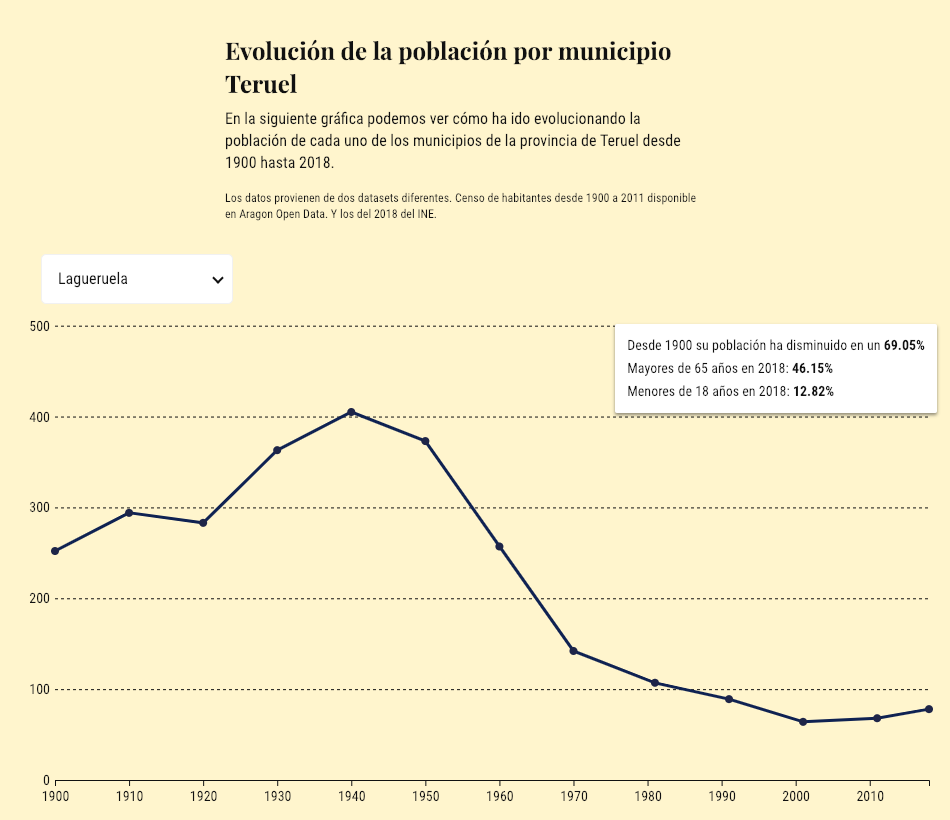 Evolución de la población por municipio
Teruel
En la siguiente gráfica podemos ver cómo ha ido evolucionando la
población de cada uno de los municipios de la provincia de Teruel desde
1900 hasta 2018.
Los datos provienen de dos datasets diferentes. Censo de habitantes desde 1900 a 2011 disponible
en Aragon Open Data. Y los del 2018 del INE.
Lagueruela
Desde 1900 su población ha disminuido en un 69.05%
Mayores de 65 años en 2018: 46.15%
Menores de 18 años en 2018: 12.82%
500
400
300
200
100
0
1900 1910 1920 1930 1940 1950 1960 1970 1980 1990 2000 2010